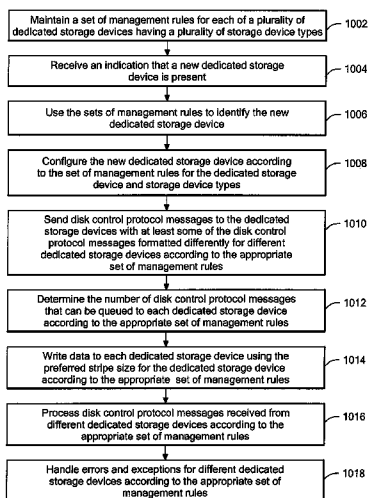 Maintain a set of management rules for each of a plurality of
dedicated storage devices having a plurality of storage device types
1002
Receive an indication that a new dedicated storage
device is present
1004
Use the sets of management rules to identify the new
dedicated storage device
1006
Configure the new dedicated storage device according
to the set of management rules for the dedicated storage
device and storage device types
1008
Send disk control protocol messages to the dedicated
storage devices with at least some of the disk control
protocol messages formatted differently for different
dedicated storage devices according to the appropriate
set of management rules
1010
Determine the number of disk control protocol messages
that can be queued to each dedicated storage device
according to the appropriate set of management rules
1012
Write data to each dedicated storage device using the
preferred stripe size for the dedicated storage device
according to the appropriate set of management rules
1014
Process disk control protocol messages received from
different dedicated storage devices according to the
appropriate set of management rules
1016
Handle errors and exceptions for different dedicated
storage devices according to the appropriate set of
management rules
1018